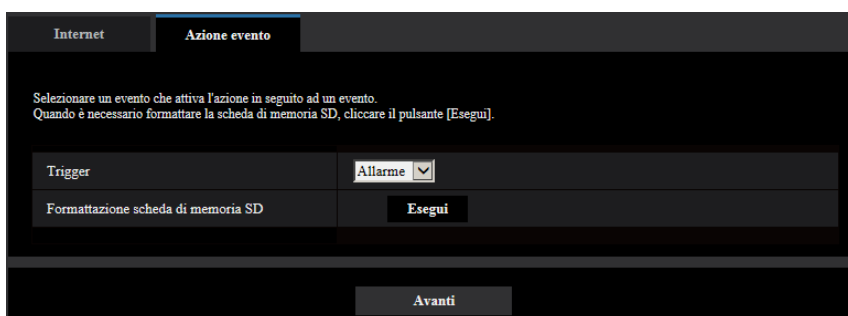 Internet
Azione evento
Selezionare un evento che attiva l'azione in seguito ad un evento.
Quando è necessario formattare la scheda di memoria SD, cliccare il pulsante [Esegui].
Trigger
Allarme
Formattazione scheda di memoria SD
Esegui
Avanti